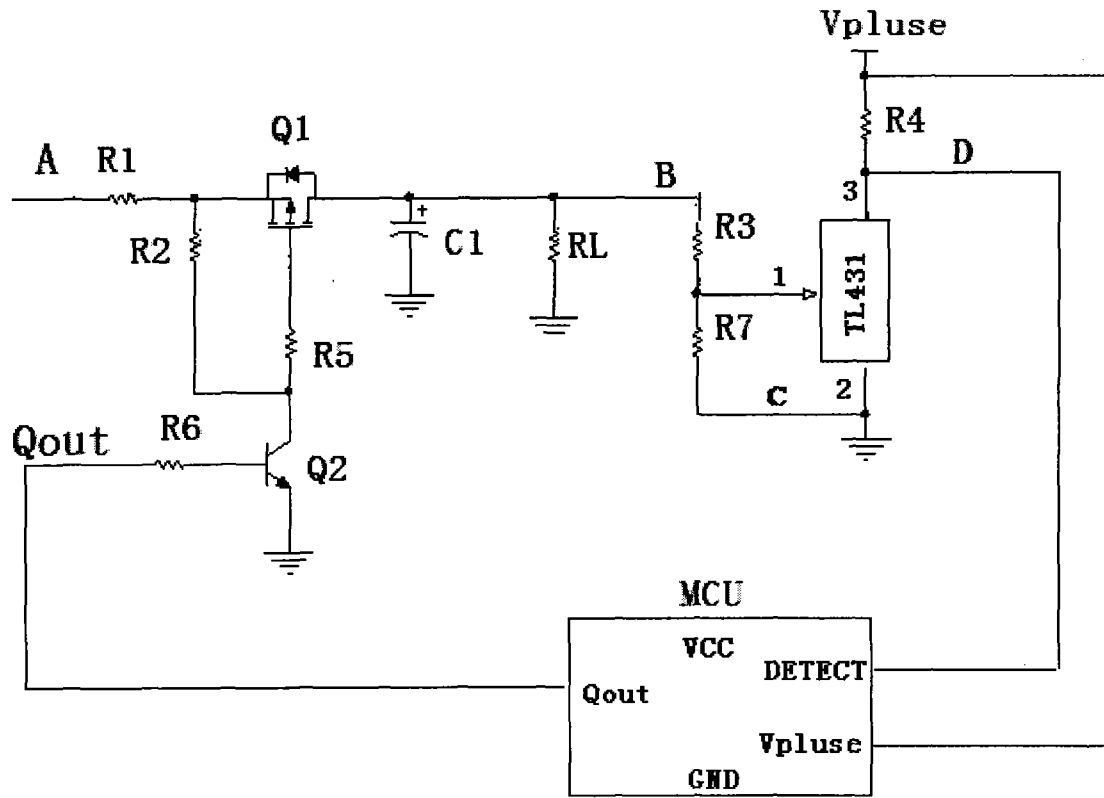 Vpluse
R4
A
R1
Q1
B
D
3
R2
C1
RL
R3
1
TL431
R7
R5
C
2
Qout
R6
Q2
MCU
VCC
DETECT
Qout
Vpluse
GND
+